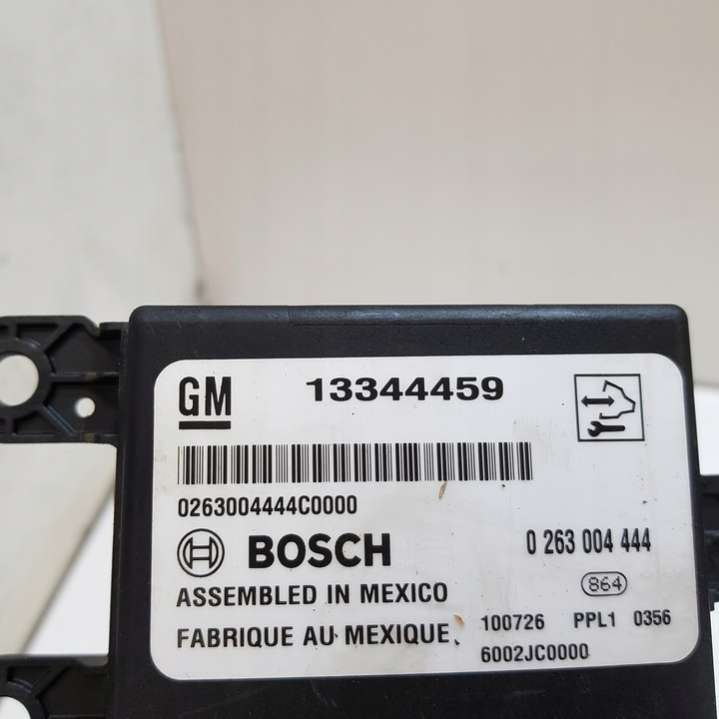 GM 13344459
0263004444C0000
BOSCH 0 263 004 444
ASSEMBLED IN MEXICO 864
FABRIQUE AU MEXIQUE. 100726 PPL1 0356
6002JC0000